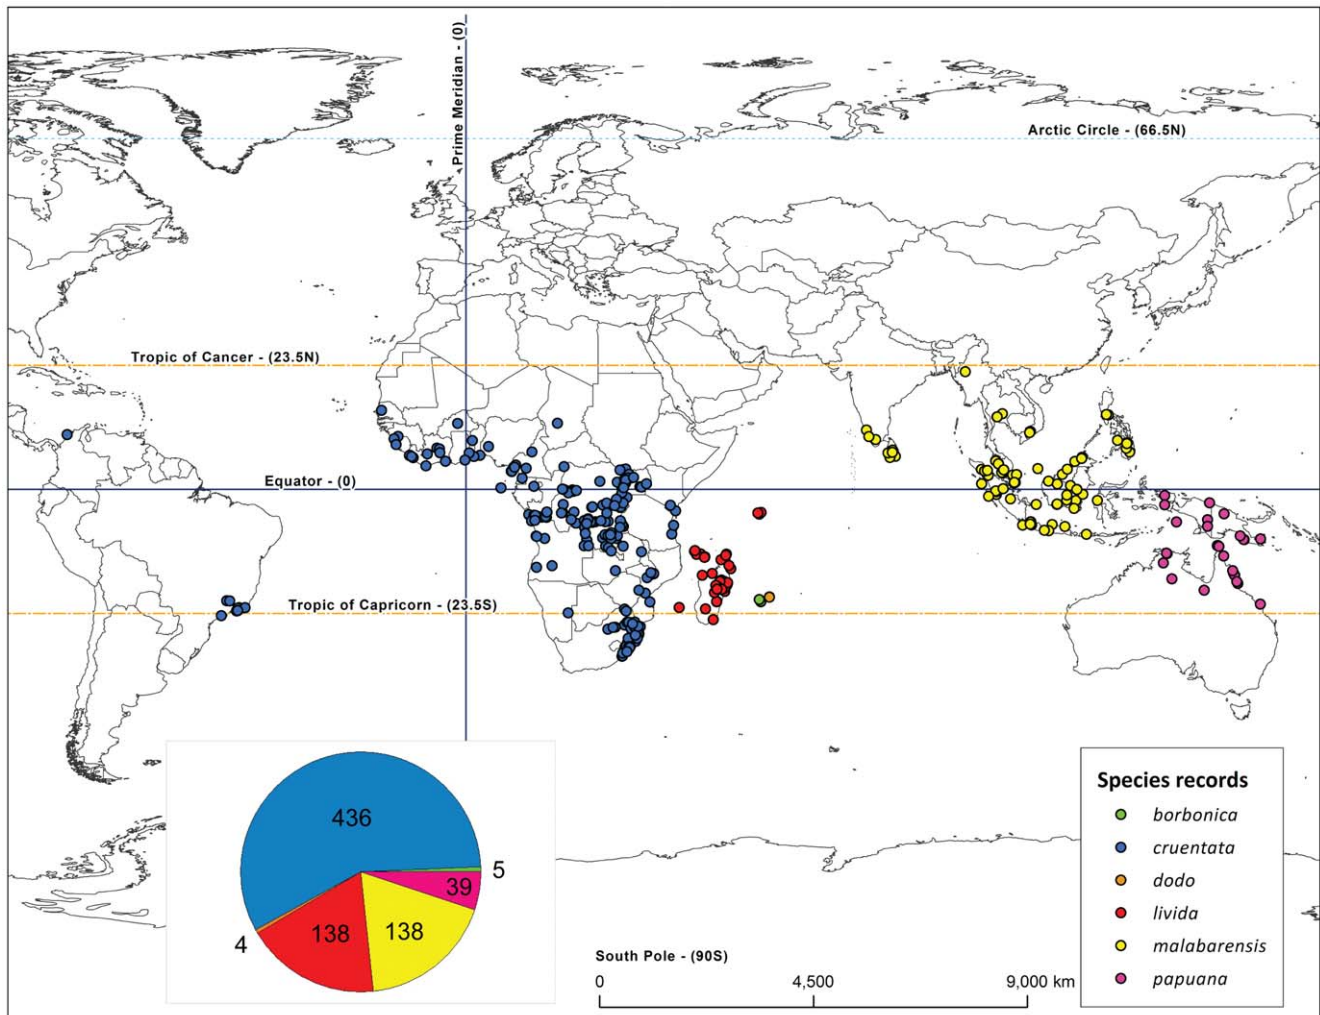 Prime Meridian - (0)
Arctic Circle - (66.5N)
Tropic of Cancer - (23.5N)
Equator - (0)
Tropic of Capricorn - (23.5S)
436
5
39
138
138
4
South Pole - (90S)
0 4,500 9,000 km
Species records
borbonica
cruentata
dodo
livida
malabarensis
papuana